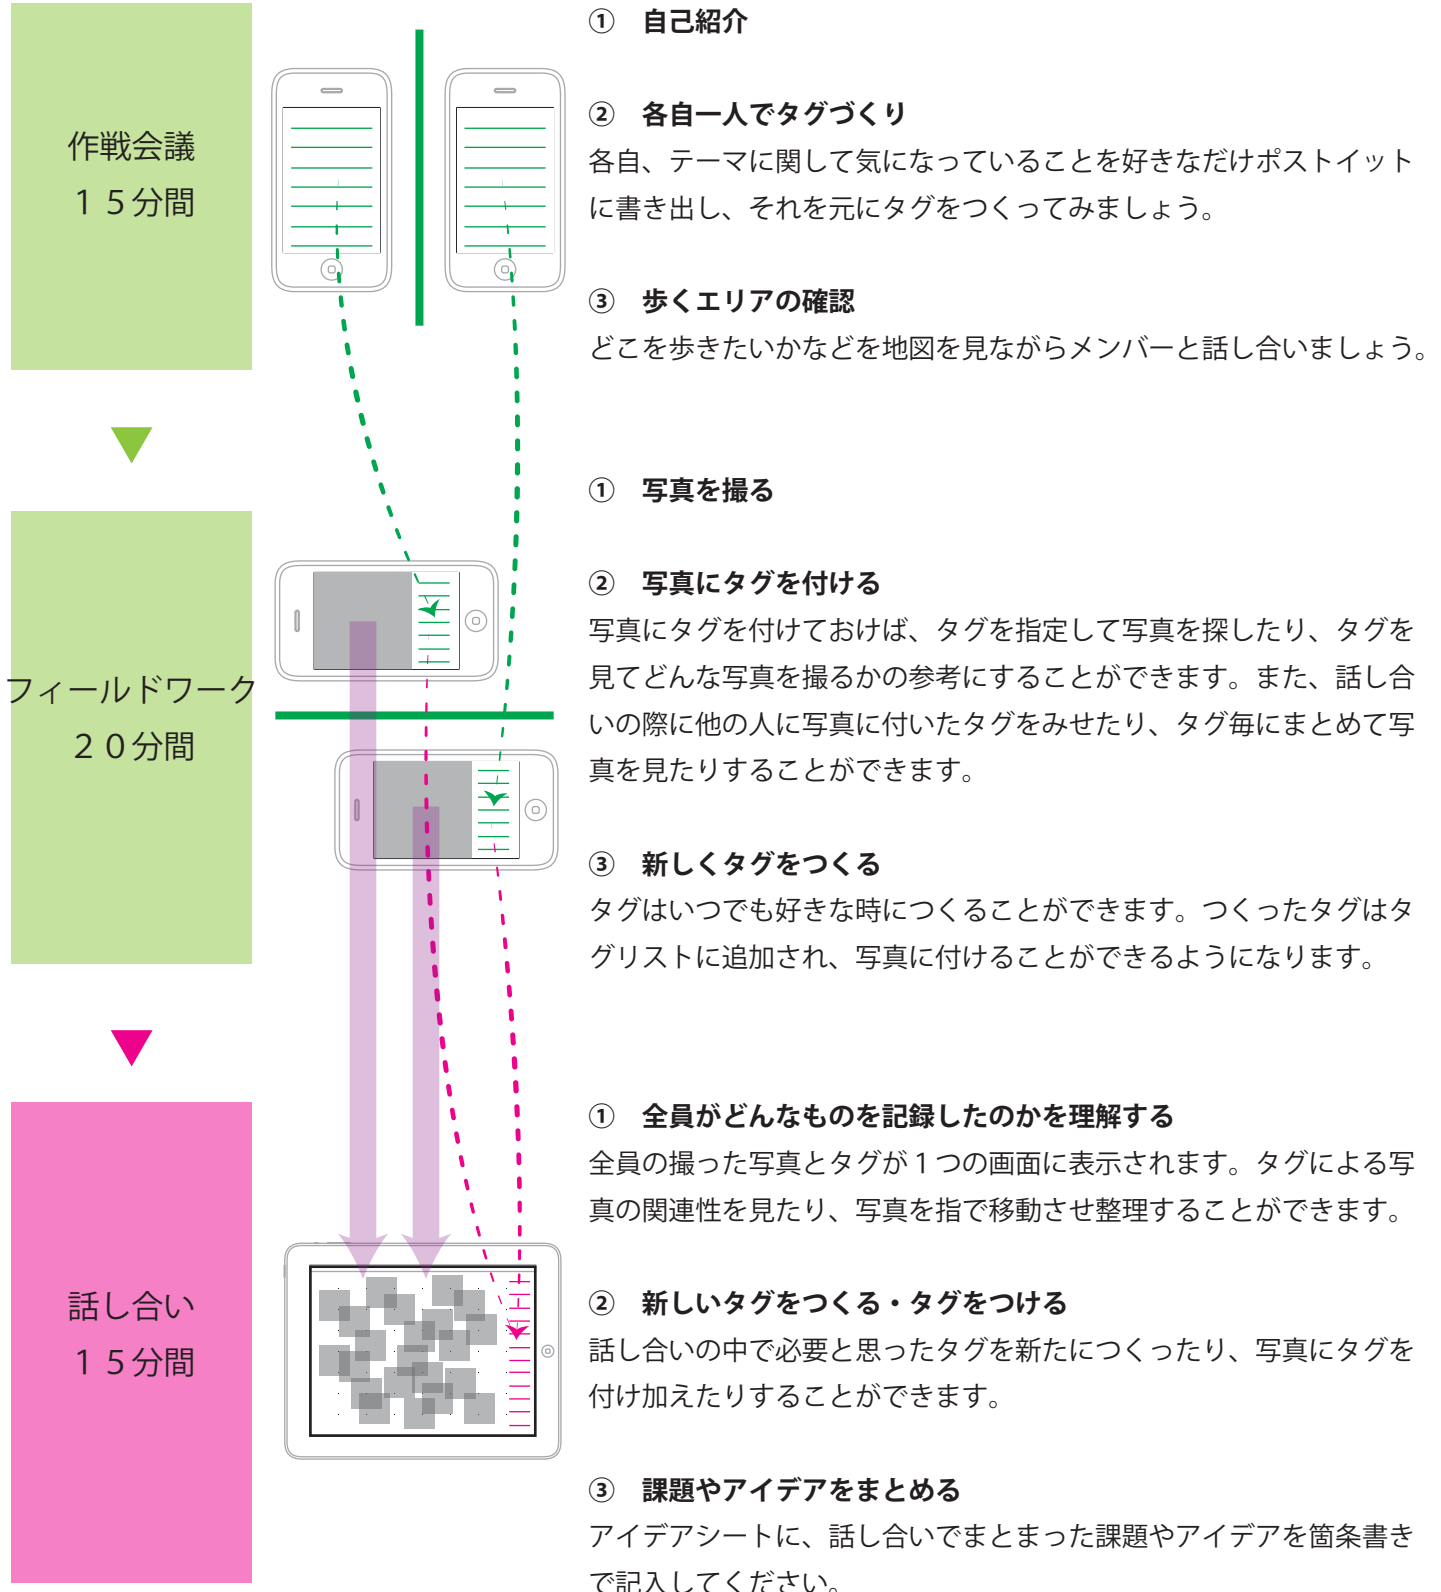 作戦会議
１５分間
① 自己紹介
② 各自一人でタグづくり
各自、テーマに関して気になっていることを好きなだけポストイット
に書き出し、それを元にタグをつくってみましょう。
③ 歩くエリアの確認
どこを歩きたいかなどを地図を見ながらメンバーと話し合いましょう。
フィールドワーク
２０分間
① 写真を撮る
② 写真にタグを付ける
写真にタグを付けておけば、タグを指定して写真を探したり、タグを
見てどんな写真を撮るかの参考にすることができます。また、話し合
いの際に他の人に写真に付いたタグをみせたり、タグ毎にまとめて写
真を見たりすることができます。
③ 新しくタグをつくる
タグはいつでも好きな時につくることができます。つくったタグはタ
グリストに追加され、写真に付けることができるようになります。
話し合い
１５分間
① 全員がどんなものを記録したのかを理解する
全員の撮った写真とタグが１つの画面に表示されます。タグによる写
真の関連性を見たり、写真を指で移動させ整理することができます。
② 新しいタグをつくる・タグをつける
話し合いの中で必要と思ったタグを新たにつくったり、写真にタグを
付け加えたりすることができます。
③ 課題やアイデアをまとめる
アイデアシートに、話し合いでまとまった課題やアイデアを箇条書き
で記入してください。